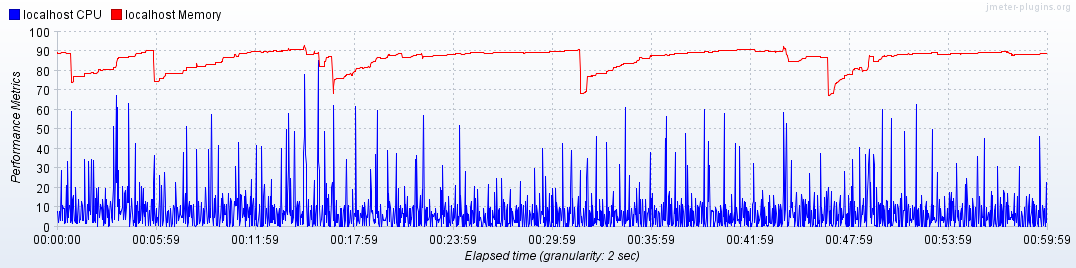 localhost CPU localhost Memory
jmeter-plugins.org
Performance Metrics
100
90
80
70
60
50
40
30
20
10
0
00:00:00 00:05:59 00:11:59 00:17:59 00:23:59 00:29:59 00:35:59 00:41:59 00:47:59 00:53:59 00:59:59
Elapsed time (granularity: 2 sec)